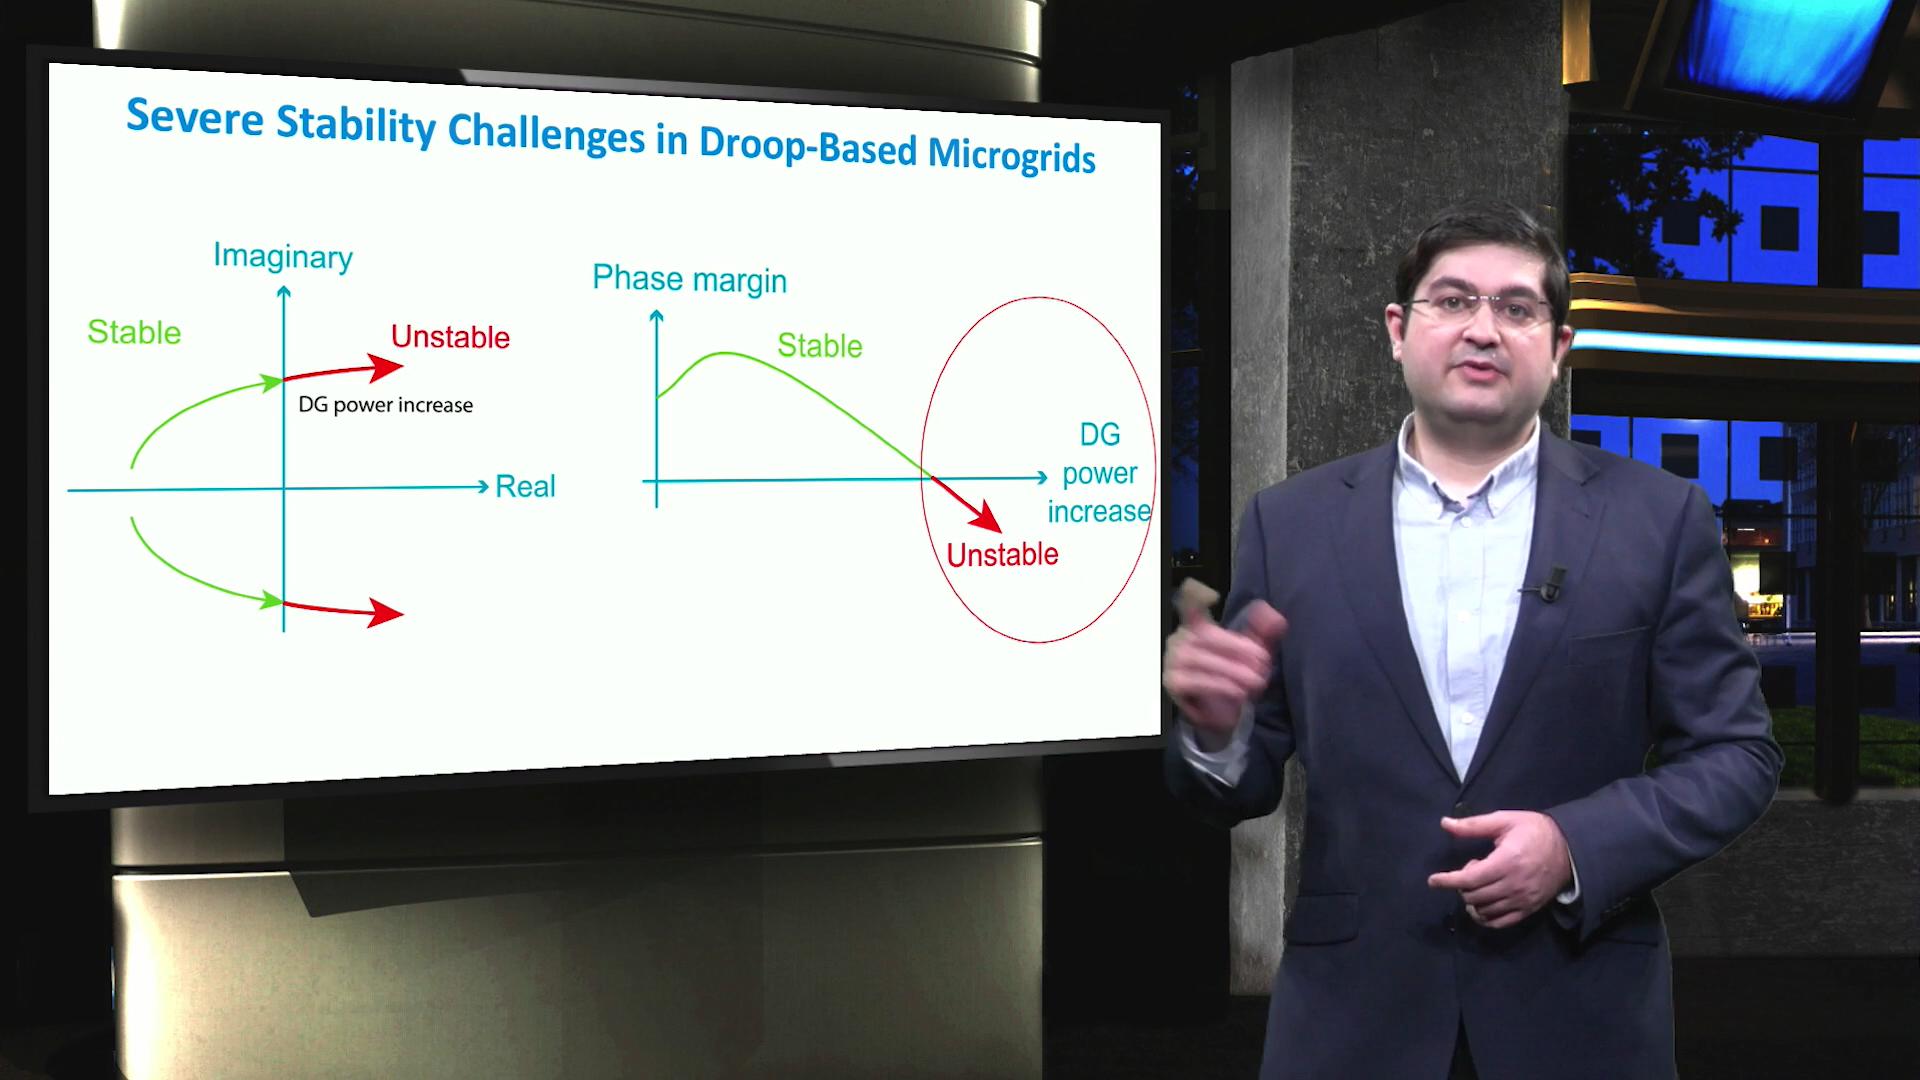 Severe Stability Challenges in Droop-Based Microgrids
Imaginary
Stable
Unstable
DG power increase
Real
Phase margin
Stable
DG
power
increase
Unstable